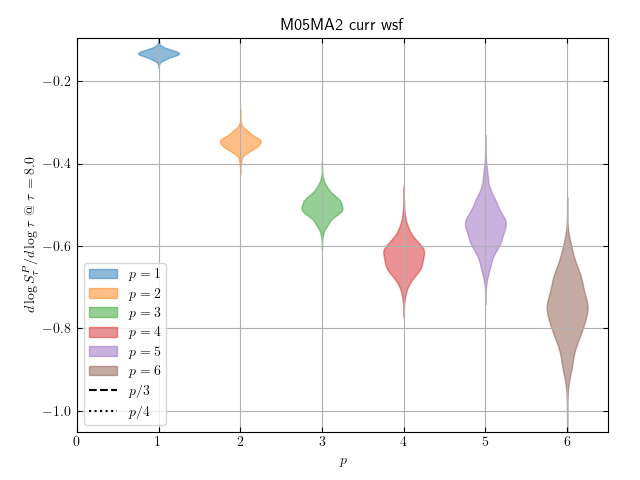 M05MA2 curr wsf
d log S_τ^P / d log τ @ τ = 8.0
−0.2
−0.4
−0.6
−0.8
−1.0
p = 1
p = 2
p = 3
p = 4
p = 5
p = 6
p/3
p/4
0 1 2 3 4 5 6
p